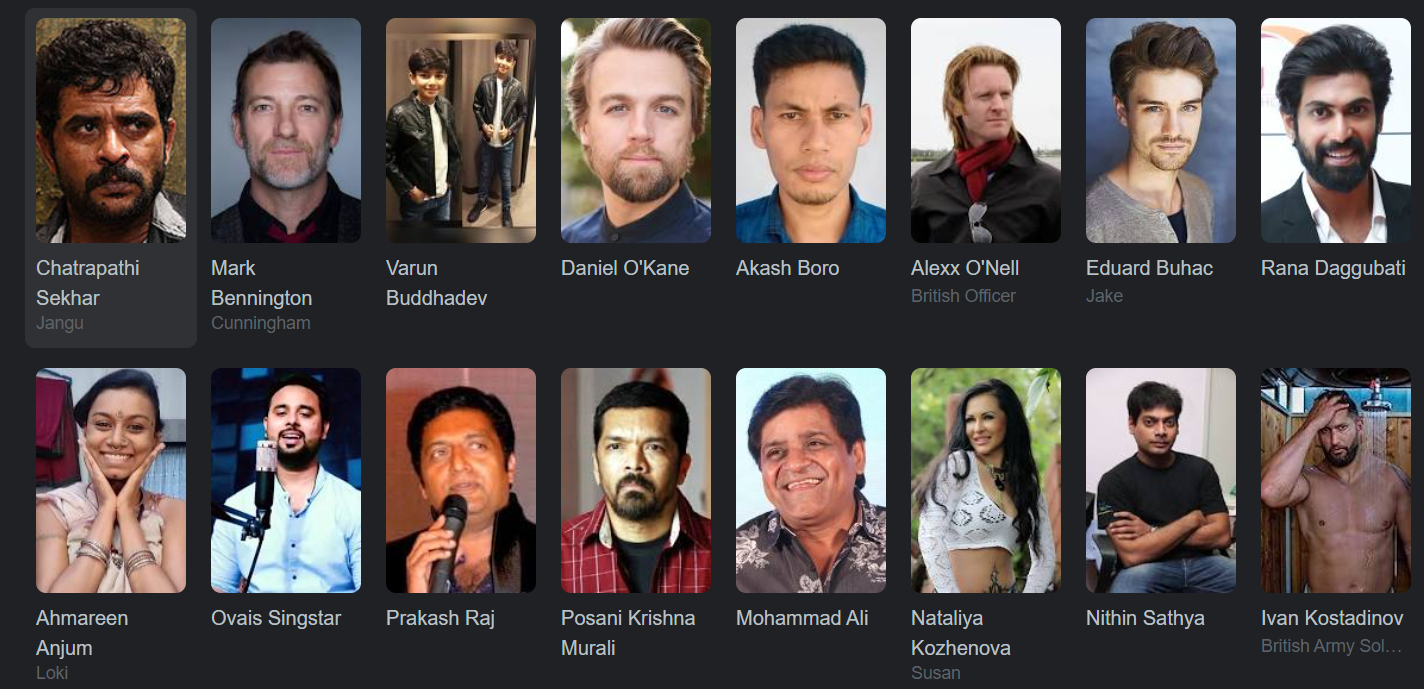 Chatrapathi
Sekhar
Jangu
Mark
Bennington
Cunningham
Varun
Buddhadev
Daniel O'Kane
Akash Boro
Alexx O'Nell
British Officer
Eduard Buhac
Jake
Rana Daggubati
Ahmareen
Anjum
Loki
Ovais Singstar
Prakash Raj
Posani Krishna
Murali
Mohammad Ali
Nataliya
Kozhenova
Susan
Nithin Sathya
Ivan Kostadinov
British Army Sol...